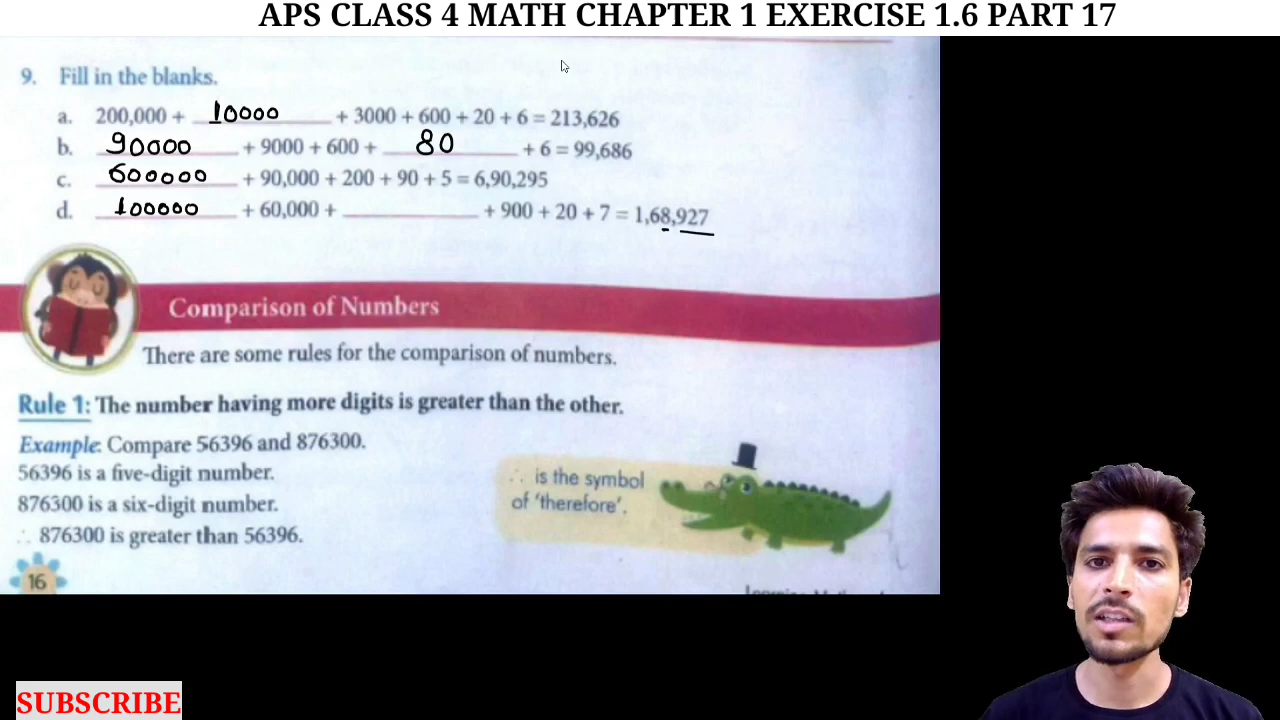 APS CLASS 4 MATH CHAPTER 1 EXERCISE 1.6 PART 17
9. Fill in the blanks.
a. 200,000 + 10000 + 3000 + 600 + 20 + 6 = 213,626
b. 90000 + 9000 + 600 + 80 + 6 = 99,686
c. 600000 + 90,000 + 200 + 90 + 5 = 6,90,295
d. 100000 + 60,000 + ________ + 900 + 20 + 7 = 1,68,927
Comparison of Numbers
There are some rules for the comparison of numbers.
Rule 1: The number having more digits is greater than the other.
Example: Compare 56396 and 876300.
56396 is a five-digit number.
876300 is a six-digit number.
∴ 876300 is greater than 56396.
∴ is the symbol
of 'therefore'.
16
SUBSCRIBE